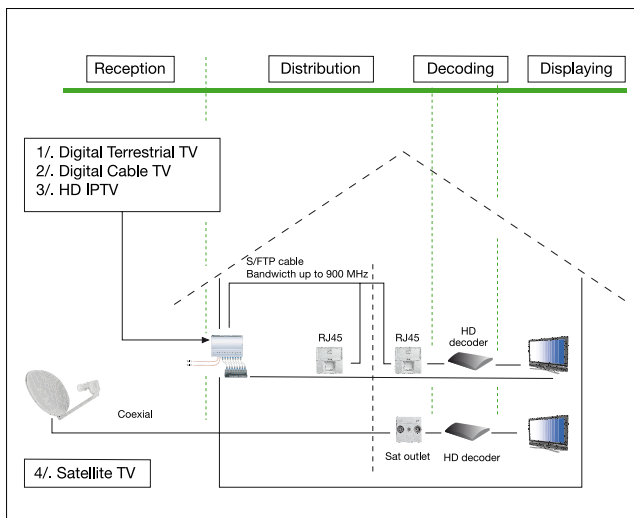 Reception
Distribution
Decoding
Displaying
1/. Digital Terrestrial TV
2/. Digital Cable TV
3/. HD IPTV
S/FTP cable
Bandwicth up to 900 MHz
RJ45
RJ45
HD
decoder
Coexial
Sat outlet
HD decoder
4/. Satellite TV